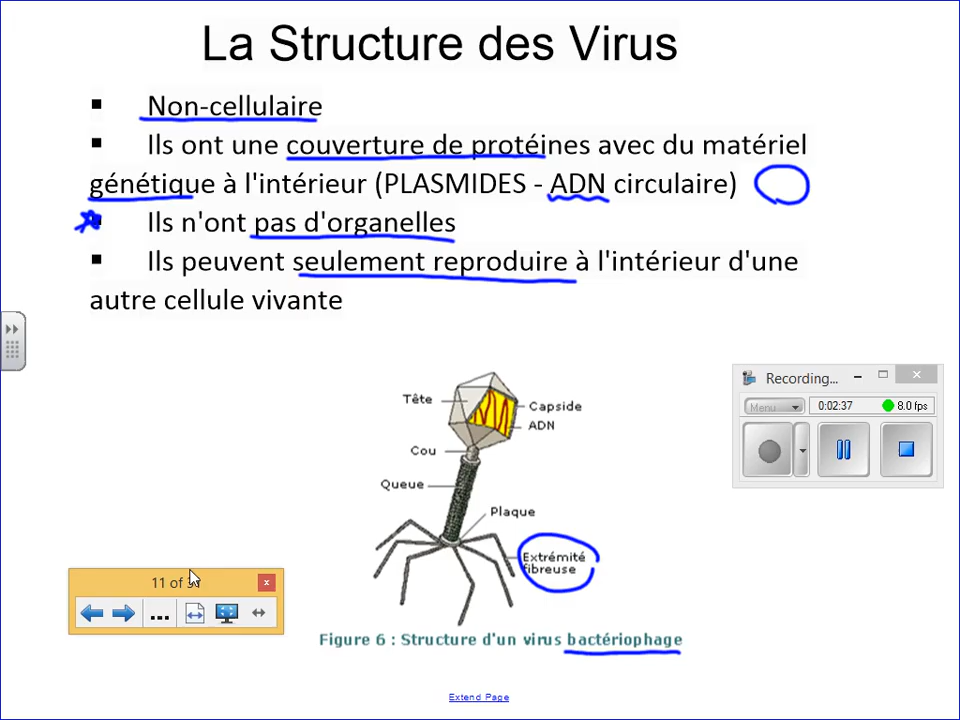 La Structure des Virus
▪ Non-cellulaire
▪ Ils ont une couverture de protéines avec du matériel
génétique à l'intérieur (PLASMIDES - ADN circulaire)
▪ Ils n'ont pas d'organelles
▪ Ils peuvent seulement reproduire à l'intérieur d'une
autre cellule vivante
Tête
Capside
ADN
Cou
Queue
Plaque
Extrémité
fibreuse
Figure 6 : Structure d'un virus bactériophage
Recording...
Menu 0:02:37 8.0 fps
11 of
Extend Page